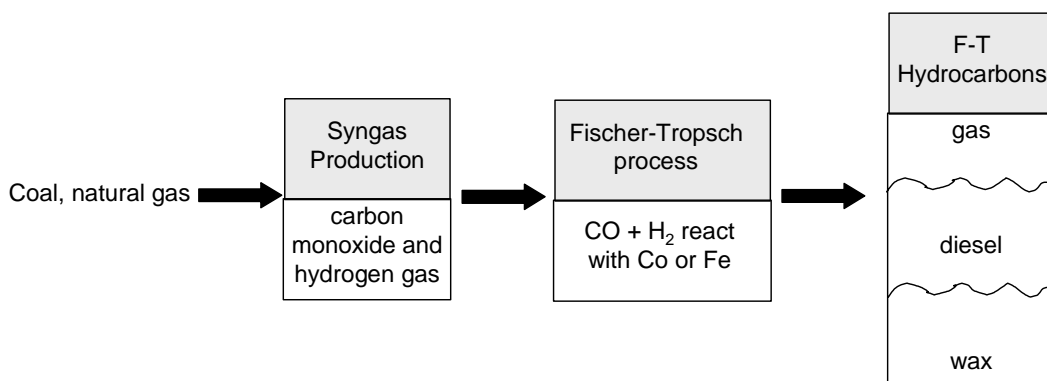 Coal, natural gas
Syngas
Production
carbon
monoxide and
hydrogen gas
Fischer-Tropsch
process
CO + H₂ react
with Co or Fe
F-T
Hydrocarbons
gas
diesel
wax